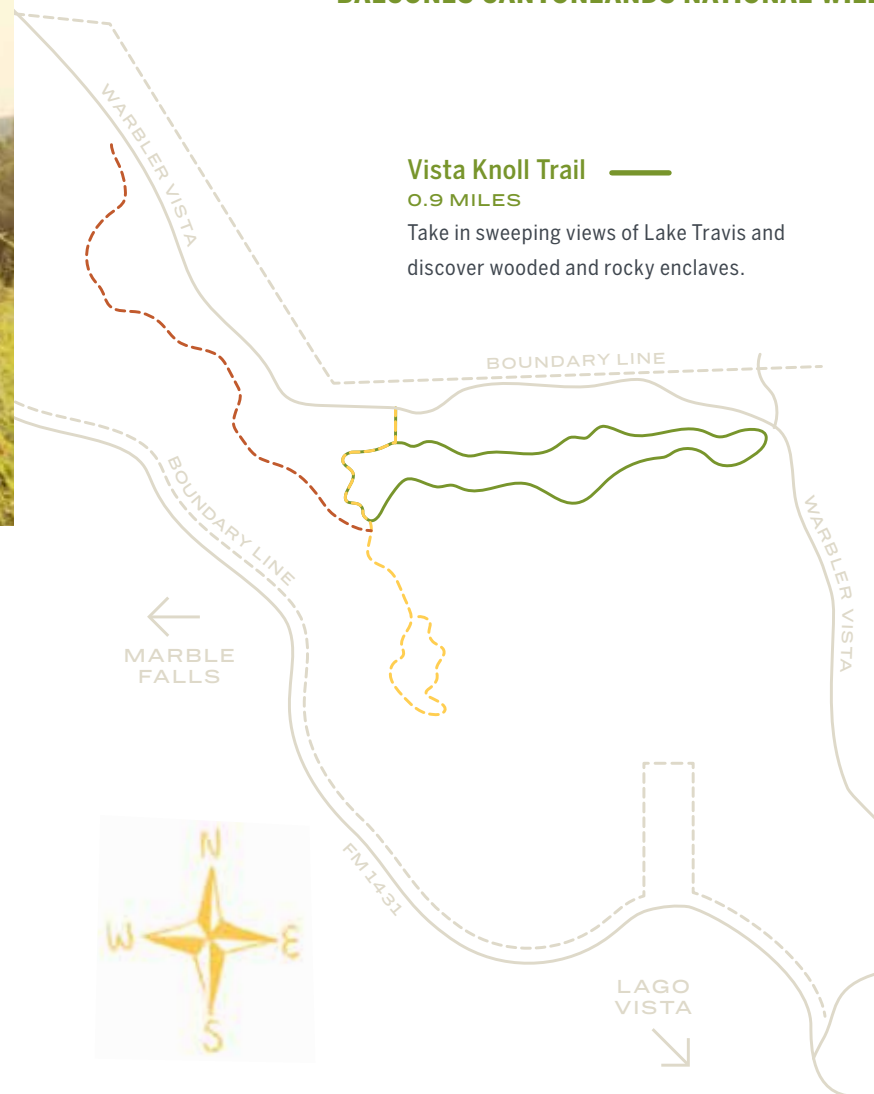 WARBLER VISTA
Vista Knoll Trail
0.9 MILES
Take in sweeping views of Lake Travis and
discover wooded and rocky enclaves.
BOUNDARY LINE
BOUNDARY LINE
WARBLER VISTA
MARBLE
FALLS
FM 1431
N
W
E
S
LAGO
VISTA